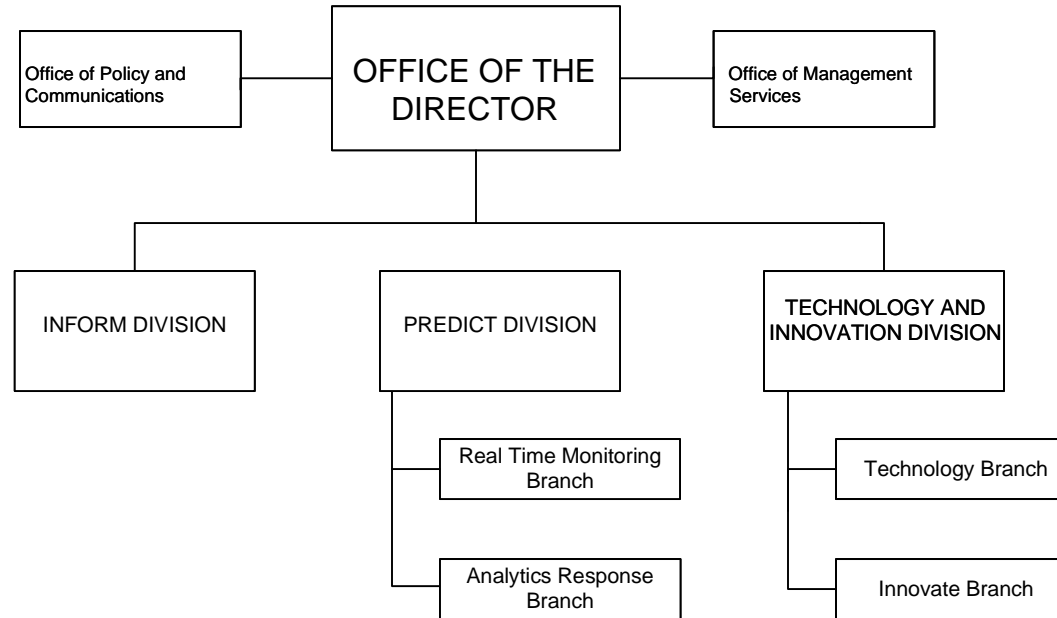 OFFICE OF THE
DIRECTOR
Office of Policy and
Communications
Office of Management
Services
INFORM DIVISION
PREDICT DIVISION
TECHNOLOGY AND
INNOVATION DIVISION
Real Time Monitoring
Branch
Technology Branch
Analytics Response
Branch
Innovate Branch